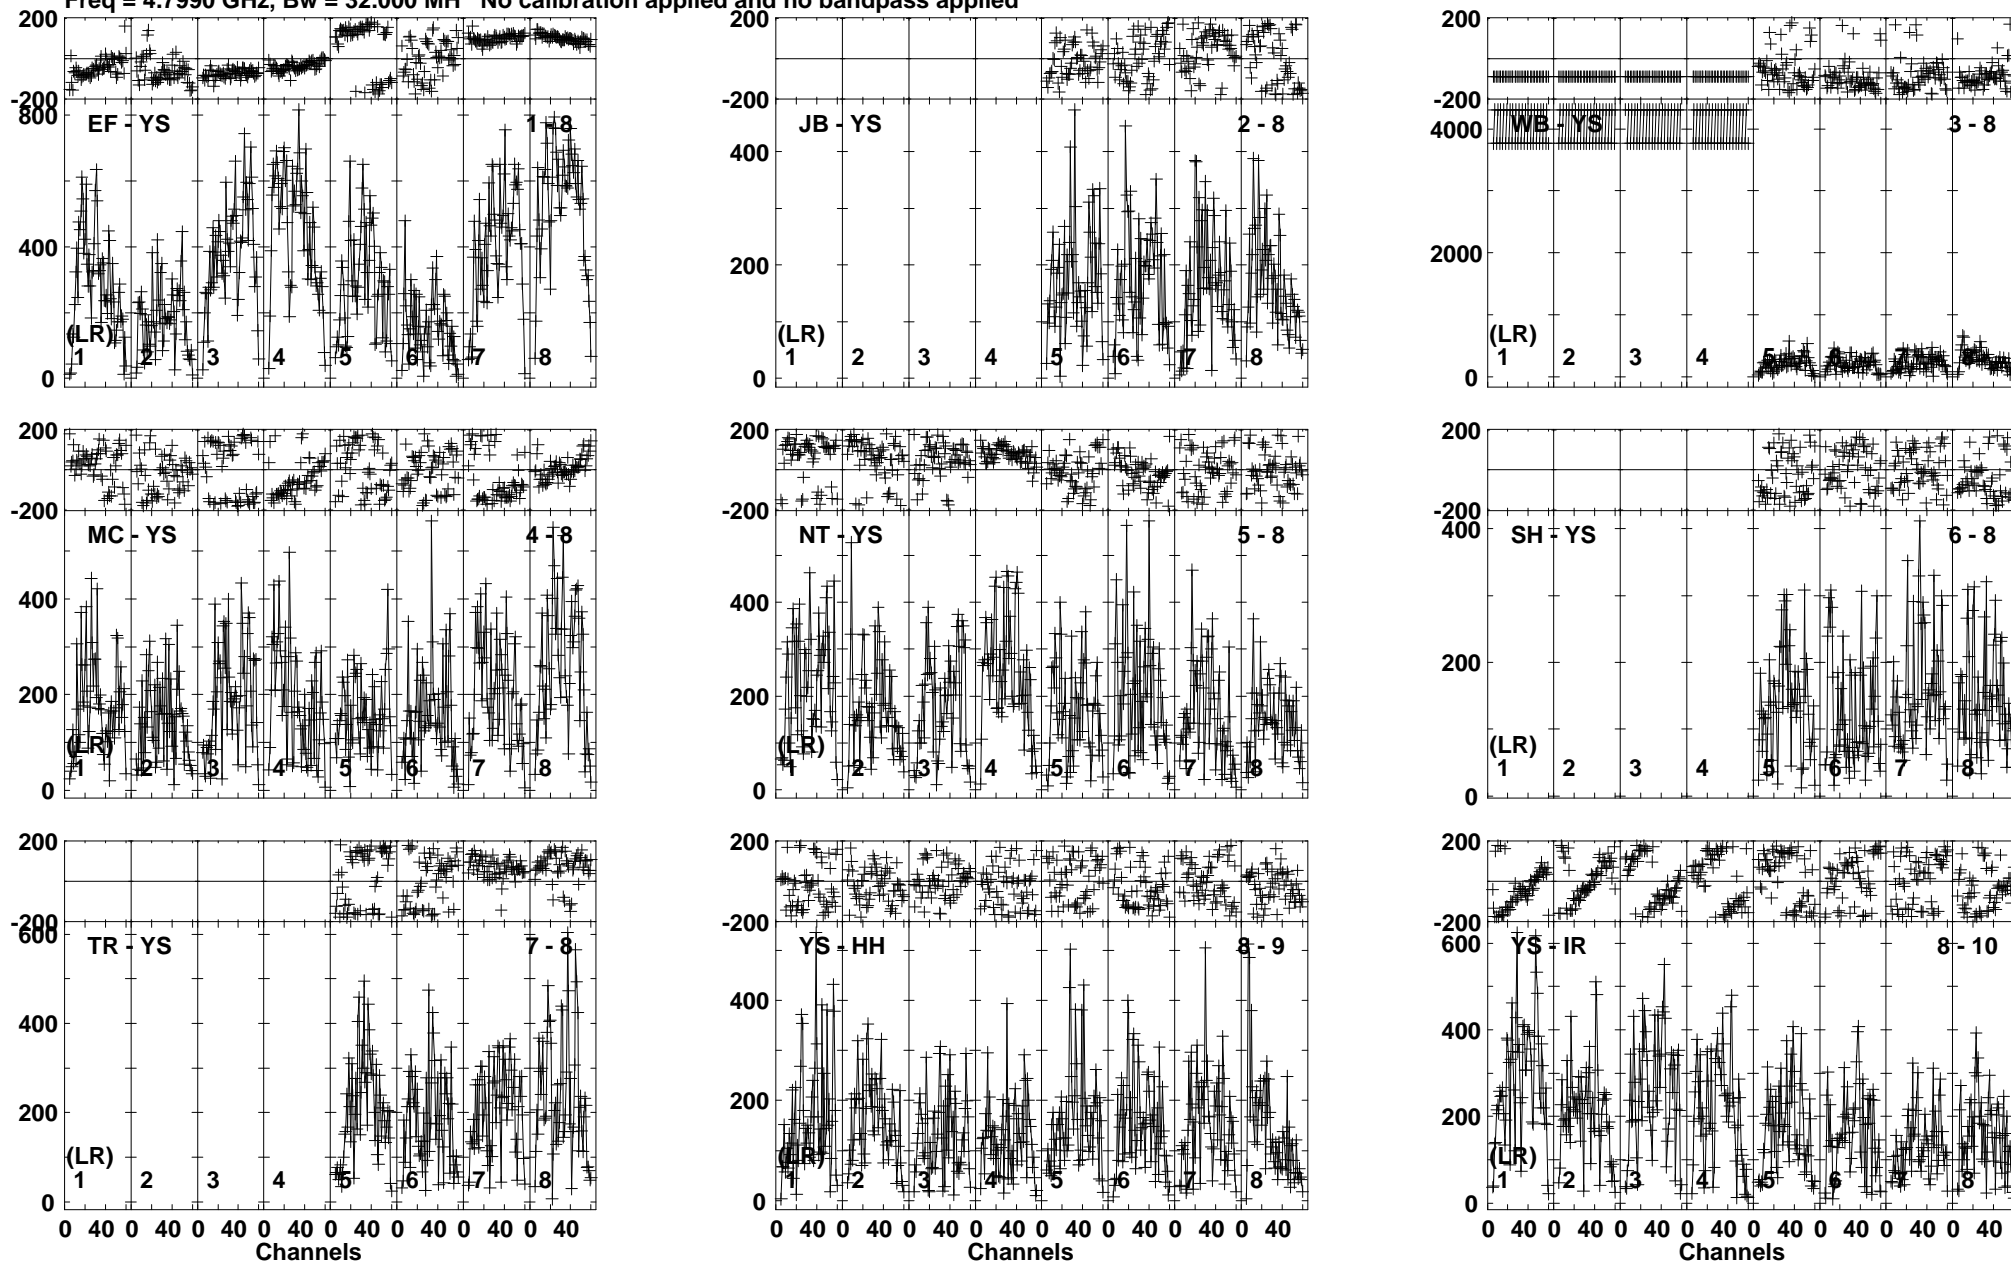 Freq = 4.7990 GHz, Bw = 32.000 MH No calibration applied and no bandpass applied
200 200 200
-200 -200 -200
800 EF - YS 1 - 8 JB - YS 2 - 8 4000 WB - YS 3 - 8
400
400
200 2000
(LR) (LR) (LR)
1 2 3 4 5 6 7 8 1 2 3 4 5 6 7 8 1 2 3 4 5 6 7 8
0 0 0
200 200 200
-200 -200 -200
MC - YS 4 - 8 NT - YS 5 - 8 400 SH - YS 6 - 8
400 400
200 200 200
(LR) (LR) (LR)
1 2 3 4 5 6 7 8 1 2 3 4 5 6 7 8 1 2 3 4 5 6 7 8
0 0 0
200 200 200
-200 -200 -200
600 TR - YS 7 - 8 YS - HH 8 - 9 600 YS - IR 8 - 10
400 400 400
200 200 200
(LR) (LR) (LR)
1 2 3 4 5 6 7 8 1 2 3 4 5 6 7 8 1 2 3 4 5 6 7 8
0 0 0
0 40 0 40 0 40 0 40 0 40 0 40 0 40 0 40 0 40 0 40 0 40 0 40 0 40 0 40 0 40 0 40 0 40 0 40 0 40 0 40 0 40 0 40 0 40 0 40
Channels Channels Channels